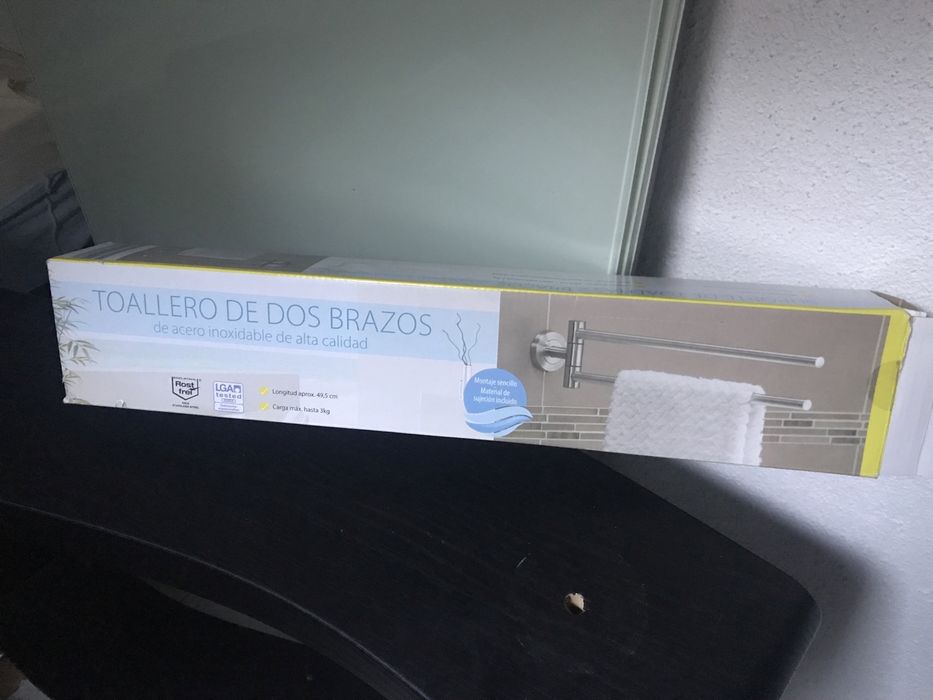 TOALLERO DE DOS BRAZOS
de acero inoxidable de alta calidad
Rost
frei
LGA
tested
Longitud aprox. 49,5 cm
Carga máx. hasta 3kg
Montaje sencillo
Material de
sujeción incluido